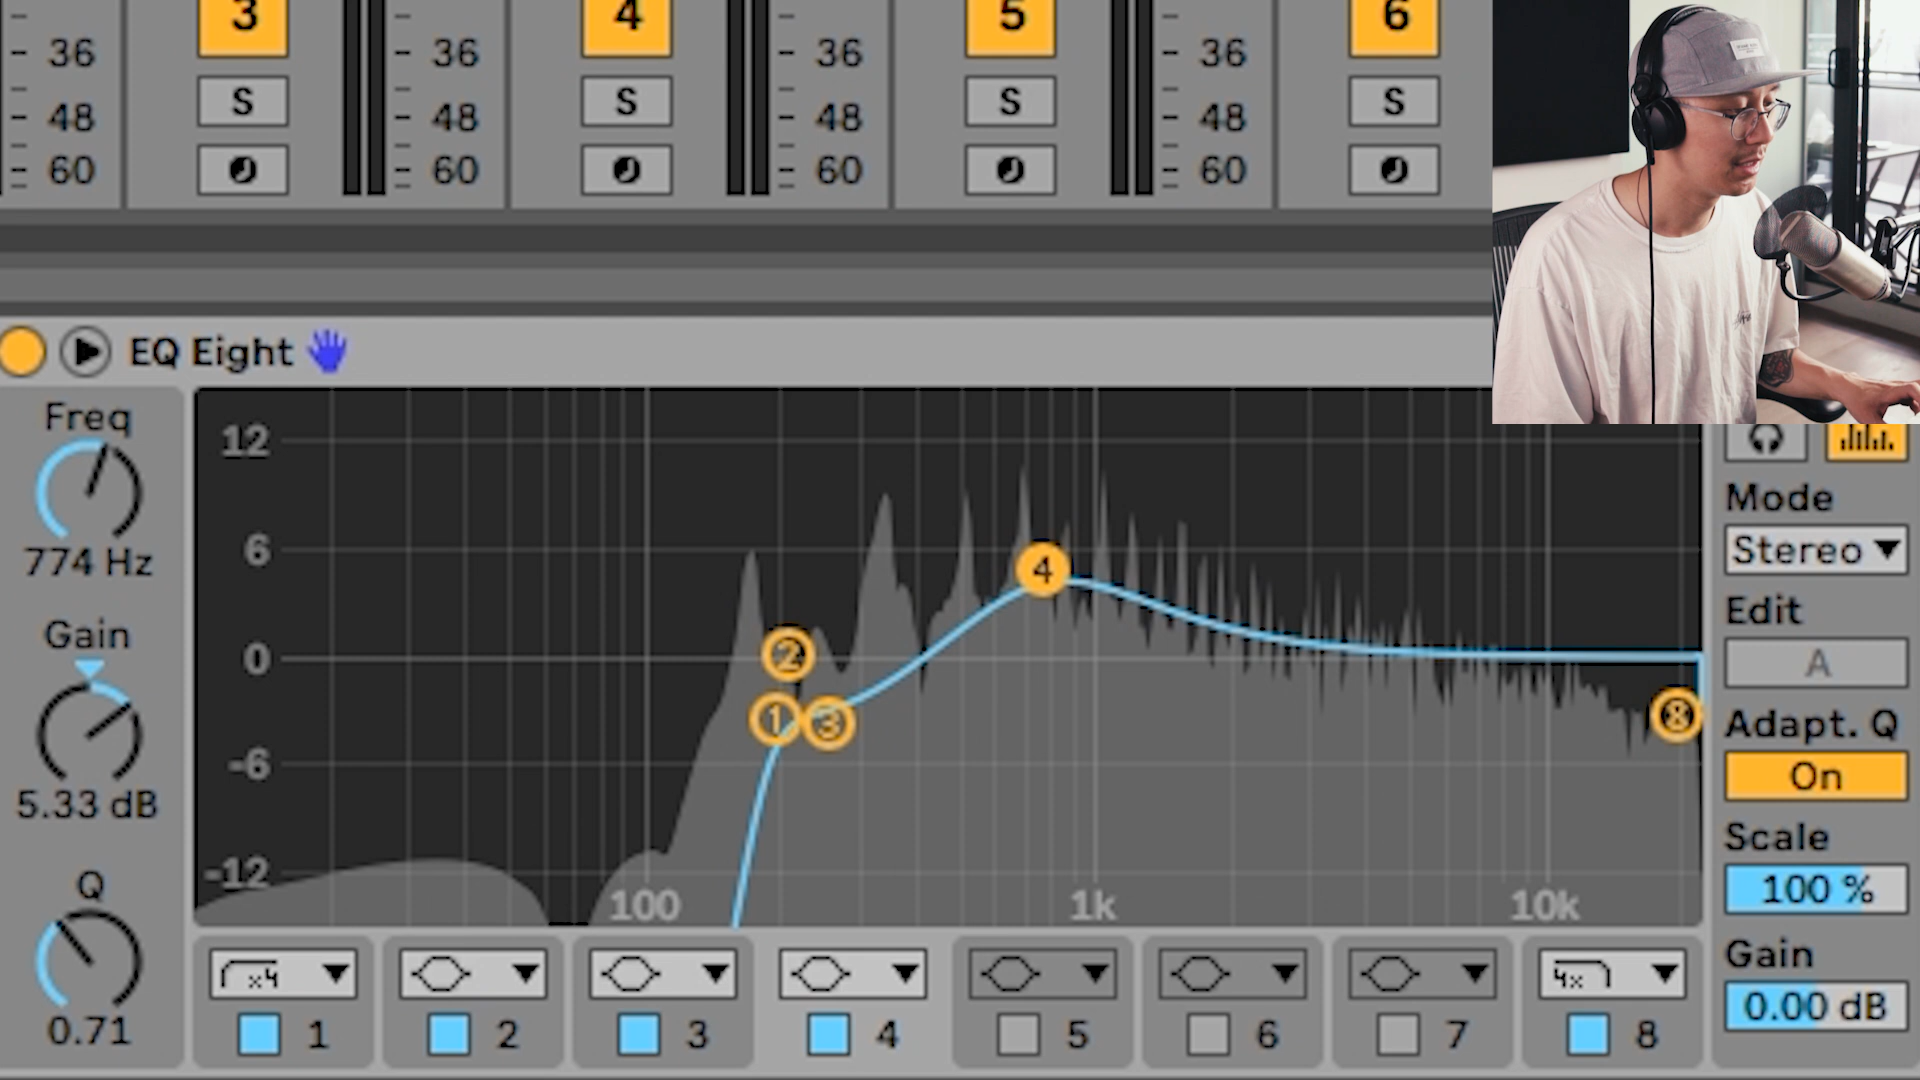 3 4 5 6
36 36 36 36
S S S S
48 48 48 48
60 60 60 60
EQ Eight
Freq
774 Hz
Gain
5.33 dB
Q
0.71
12
6
0
-6
-12
100 1k 10k
1 2 3 4 8
x4 4x
1 2 3 4 5 6 7 8
Mode
Stereo
Edit
A
Adapt. Q
On
Scale
100 %
Gain
0.00 dB